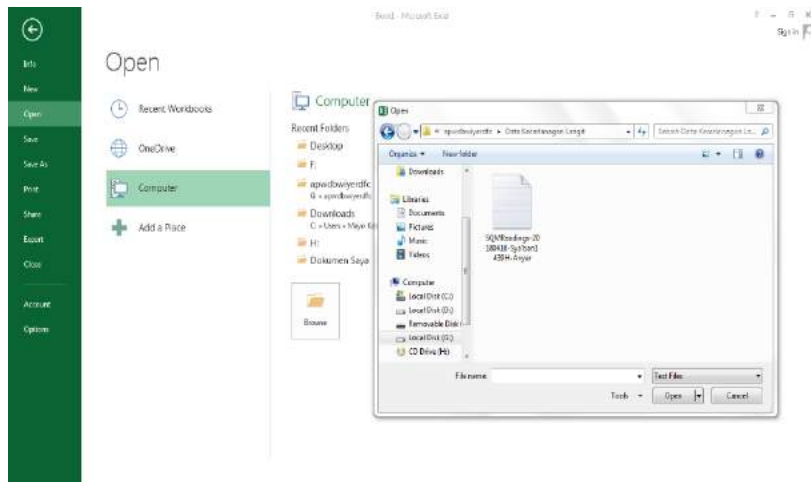 Book1 - Microsoft Excel
Sign in
Info
New
Open
Save
Save As
Print
Share
Export
Close
Account
Options
Open
Recent Workbooks
OneDrive
Computer
Add a Place
Computer
Recent Folders
Desktop
F:
Downloads
H:
Dokumen Saya
Browse
Open
Organize
New folder
Downloads
Libraries
Documents
Pictures
Music
Videos
Computer
Local Disk (C:)
Local Disk (D:)
Removable Disk
Local Disk (G:)
CD Drive (H:)
File name:
Text Files
Tools
Open
Cancel